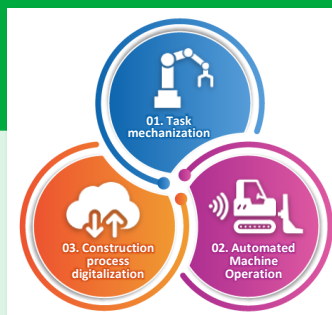 01. Task
mechanization
03. Construction
process
digitalization
02. Automated
Machine
Operation